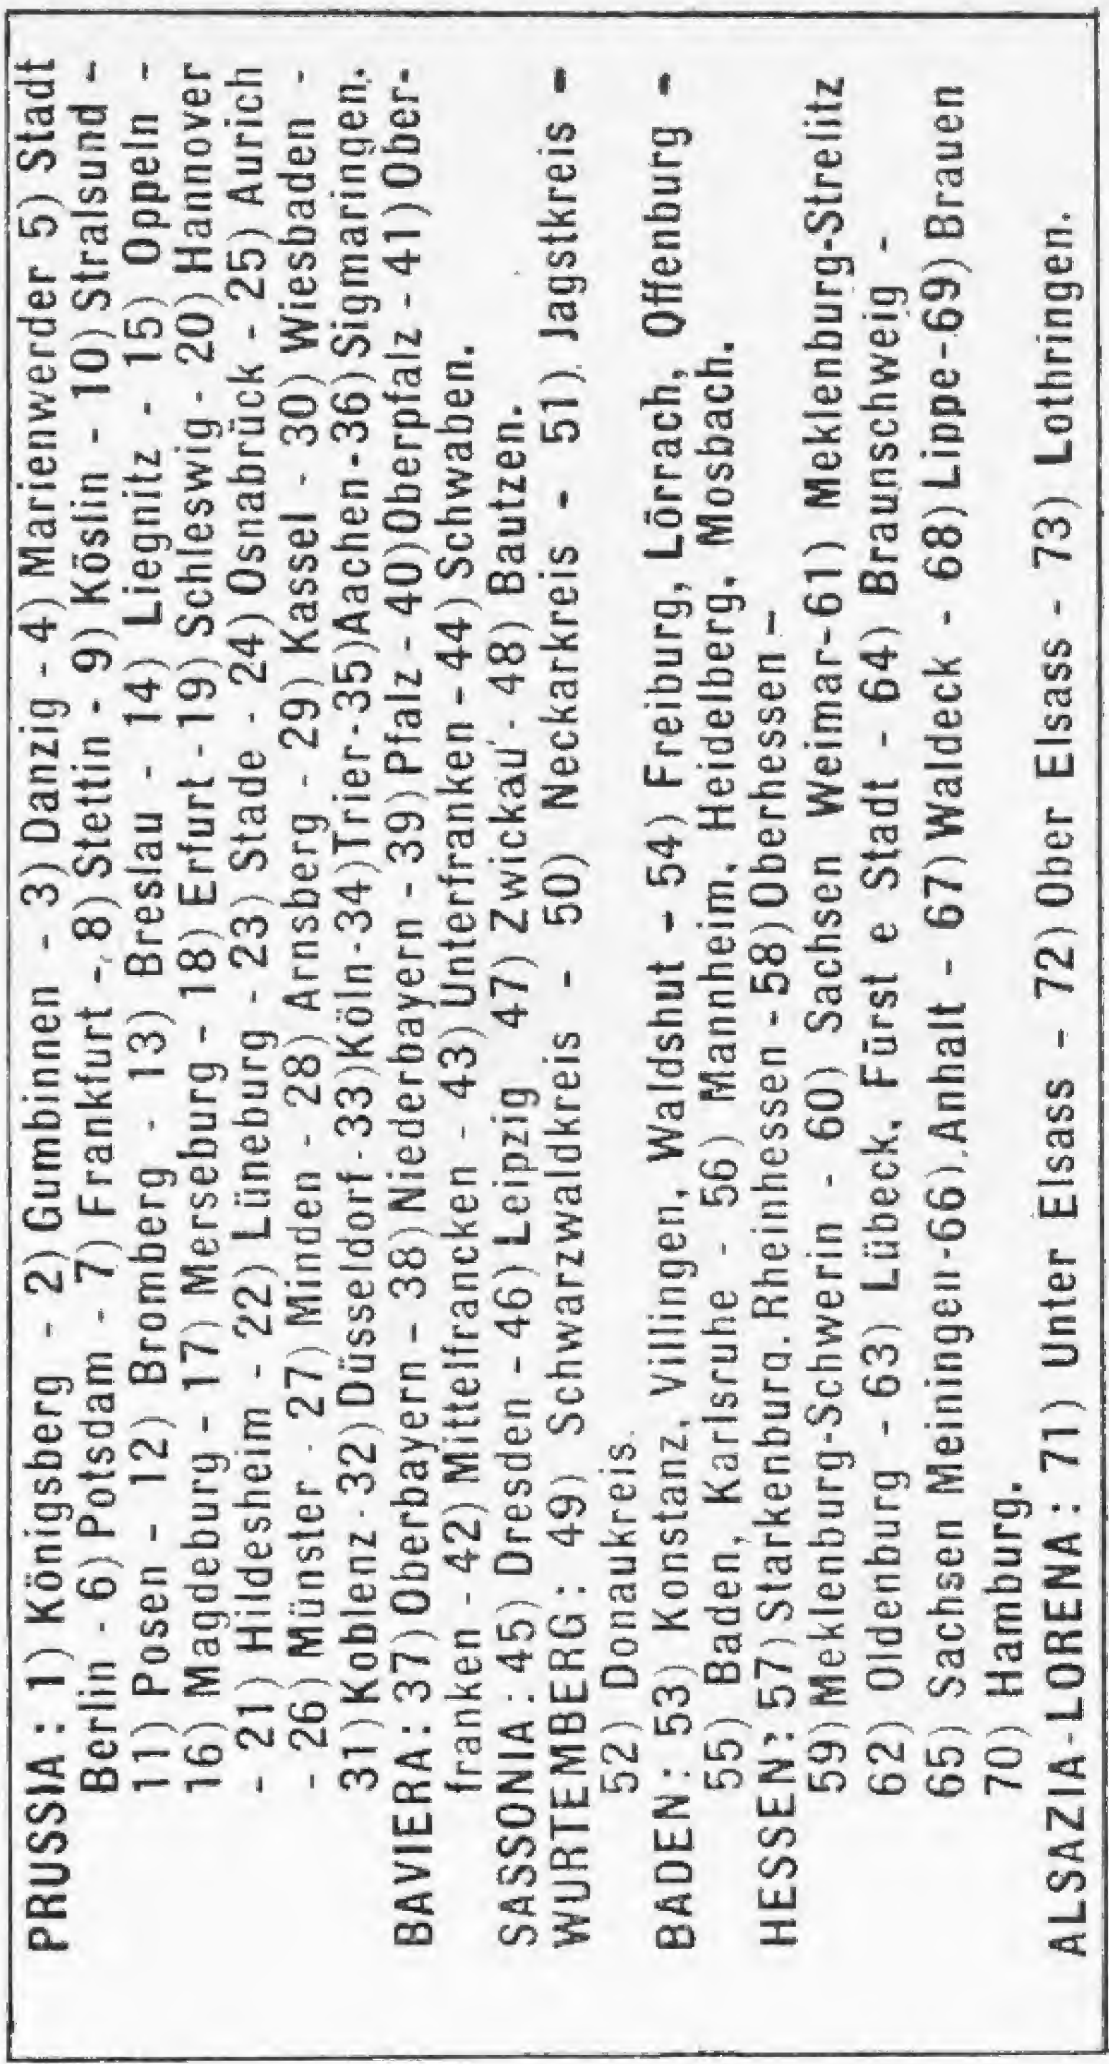 PRUSSIA : 1) Königsberg - 2) Gumbinnen - 3) Danzig - 4) Marienwerder 5) Stadt
Berlin - 6) Potsdam - 7) Frankfurt - 8) Stettin - 9) Köslin - 10) Stralsund -
11) Posen - 12) Bromberg - 13) Breslau - 14) Liegnitz - 15) Oppeln -
16) Magdeburg - 17) Merseburg - 18) Erfurt - 19) Schleswig - 20) Hannover
- 21) Hildesheim - 22) Lüneburg - 23) Stade - 24) Osnabrück - 25) Aurich
- 26) Münster - 27) Minden - 28) Arnsberg - 29) Kassel - 30) Wiesbaden -
31) Koblenz - 32) Düsseldorf - 33) Köln - 34) Trier - 35) Aachen - 36) Sigmaringen.
BAVIERA : 37) Oberbayern - 38) Niederbayern - 39) Pfalz - 40) Oberpfalz - 41) Ober-
franken - 42) Mittelfrancken - 43) Unterfranken - 44) Schwaben.
SASSONIA : 45) Dresden - 46) Leipzig 47) Zwickau - 48) Bautzen.
WURTEMBERG : 49) Schwarzwaldkreis - 50) Neckarkreis - 51) Jagstkreis -
52) Donaukreis.
BADEN : 53) Konstanz, Villingen, Waldshut - 54) Freiburg, Lörrach, Offenburg -
55) Baden, Karlsruhe - 56) Mannheim, Heidelberg, Mosbach.
HESSEN : 57) Starkenburg, Rheinhessen - 58) Oberhessen -
59) Meklenburg-Schwerin - 60) Sachsen Weimar - 61) Meklenburg-Strelitz
62) Oldenburg - 63) Lübeck, Fürst e Stadt - 64) Braunschweig -
65) Sachsen Meiningen - 66) Anhalt - 67) Waldeck - 68) Lippe - 69) Brauen
70) Hamburg.
ALSAZIA-LORENA : 71) Unter Elsass - 72) Ober Elsass - 73) Lothringen.